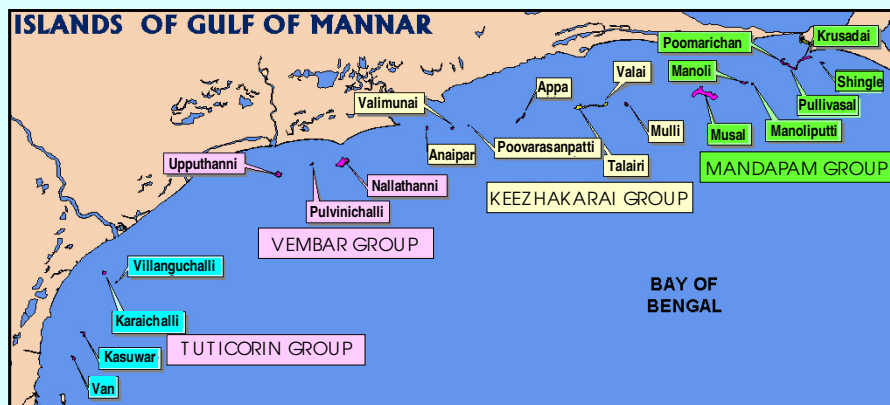 ISLANDS OF GULF OF MANNAR
Krusadai
Poomarichan
Shingle
Manoli
Pullivasal
Valai
Appa
Valimunai
Musal
Manoliputti
Mulli
Poovarasanpatti
Anaipar
Talairi
MANDAPAM GROUP
Upputhanni
Nallathanni
KEEZHAKARAI GROUP
Pulvinichalli
VEMBAR GROUP
Villanguchalli
BAY OF
BENGAL
Karaichalli
TUTICORIN GROUP
Kasuwar
Van